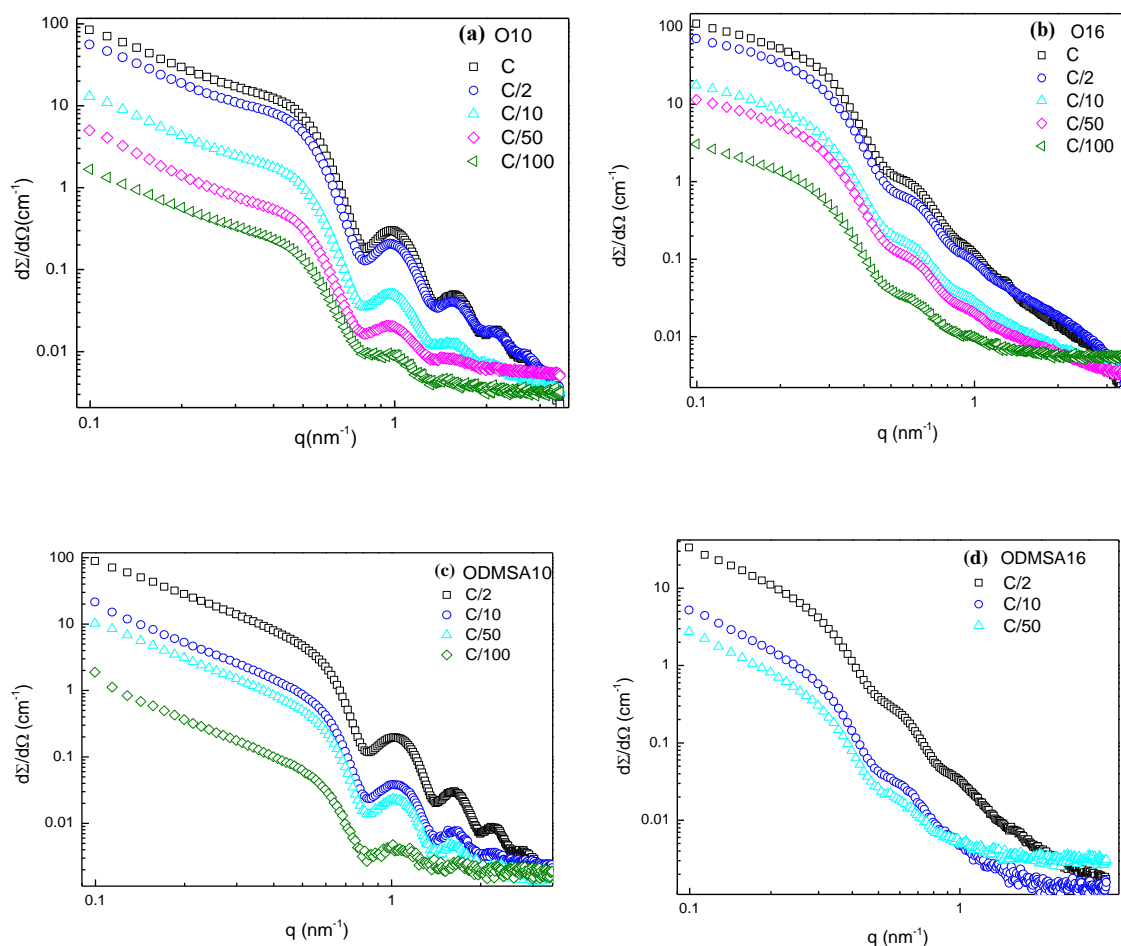 (a) O10
C
C/2
C/10
C/50
C/100
100
10
1
0.1
0.01
dΣ/dΩ(cm⁻¹)
0.1
1
q(nm⁻¹)
(b) O16
C
C/2
C/10
C/50
C/100
100
10
1
0.1
0.01
dΣ/dΩ (cm⁻¹)
0.1
1
q (nm⁻¹)
(c) ODMSA10
C/2
C/10
C/50
C/100
100
10
1
0.1
0.01
dΣ/dΩ (cm⁻¹)
0.1
1
q (nm⁻¹)
(d) ODMSA16
C/2
C/10
C/50
10
1
0.1
0.01
dΣ/dΩ (cm⁻¹)
0.1
1
q (nm⁻¹)